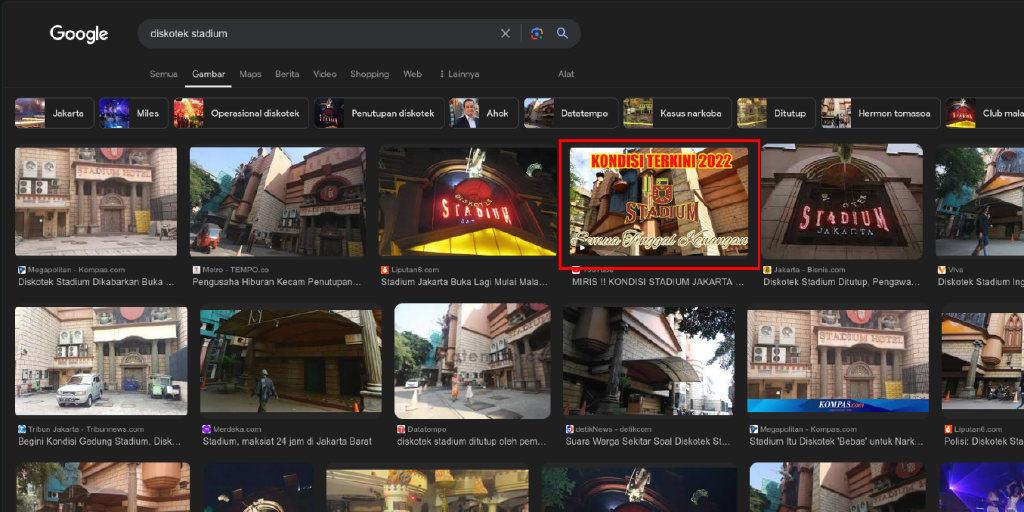 Google
diskotek stadium
Semua
Gambar
Maps
Berita
Video
Shopping
Web
Lainnya
Alat
Jakarta
Miles
Operasional diskotek
Penutupan diskotek
Ahok
Datatempo
Kasus narkoba
Ditutup
Hermon tomasoa
Club mala
STADIUM HOTEL
DISKOTEK
STADIUM
KONDISI TERKINI 2022
STADIUM
Semua Tinggal Kenangan
STADIUM
JAKARTA
Megapolitan - Kompas.com
Diskotek Stadium Dikabarkan Buka ...
Metro - TEMPO.co
Pengusaha Hiburan Kecam Penutupan...
Liputan6.com
Stadium Jakarta Buka Lagi Mulai Mala...
YouTube
MIRIS !! KONDISI STADIUM JAKARTA ...
Jakarta - Bisnis.com
Diskotek Stadium Ditutup, Pengawa...
Viva
Diskotek Stadium Ing
STADIUM HOTEL
KOMPAS.com
Tribun Jakarta - Tribunnews.com
Begini Kondisi Gedung Stadium, Disk...
Merdeka.com
Stadium, maksiat 24 jam di Jakarta Barat
Datatempo
diskotek stadium ditutup oleh pem...
detikNews - detikcom
Suara Warga Sekitar Soal Diskotek St...
Megapolitan - Kompas.com
Stadium Itu Diskotek 'Bebas' untuk Nark...
Liputan6.com
Polisi: Diskotek Sta